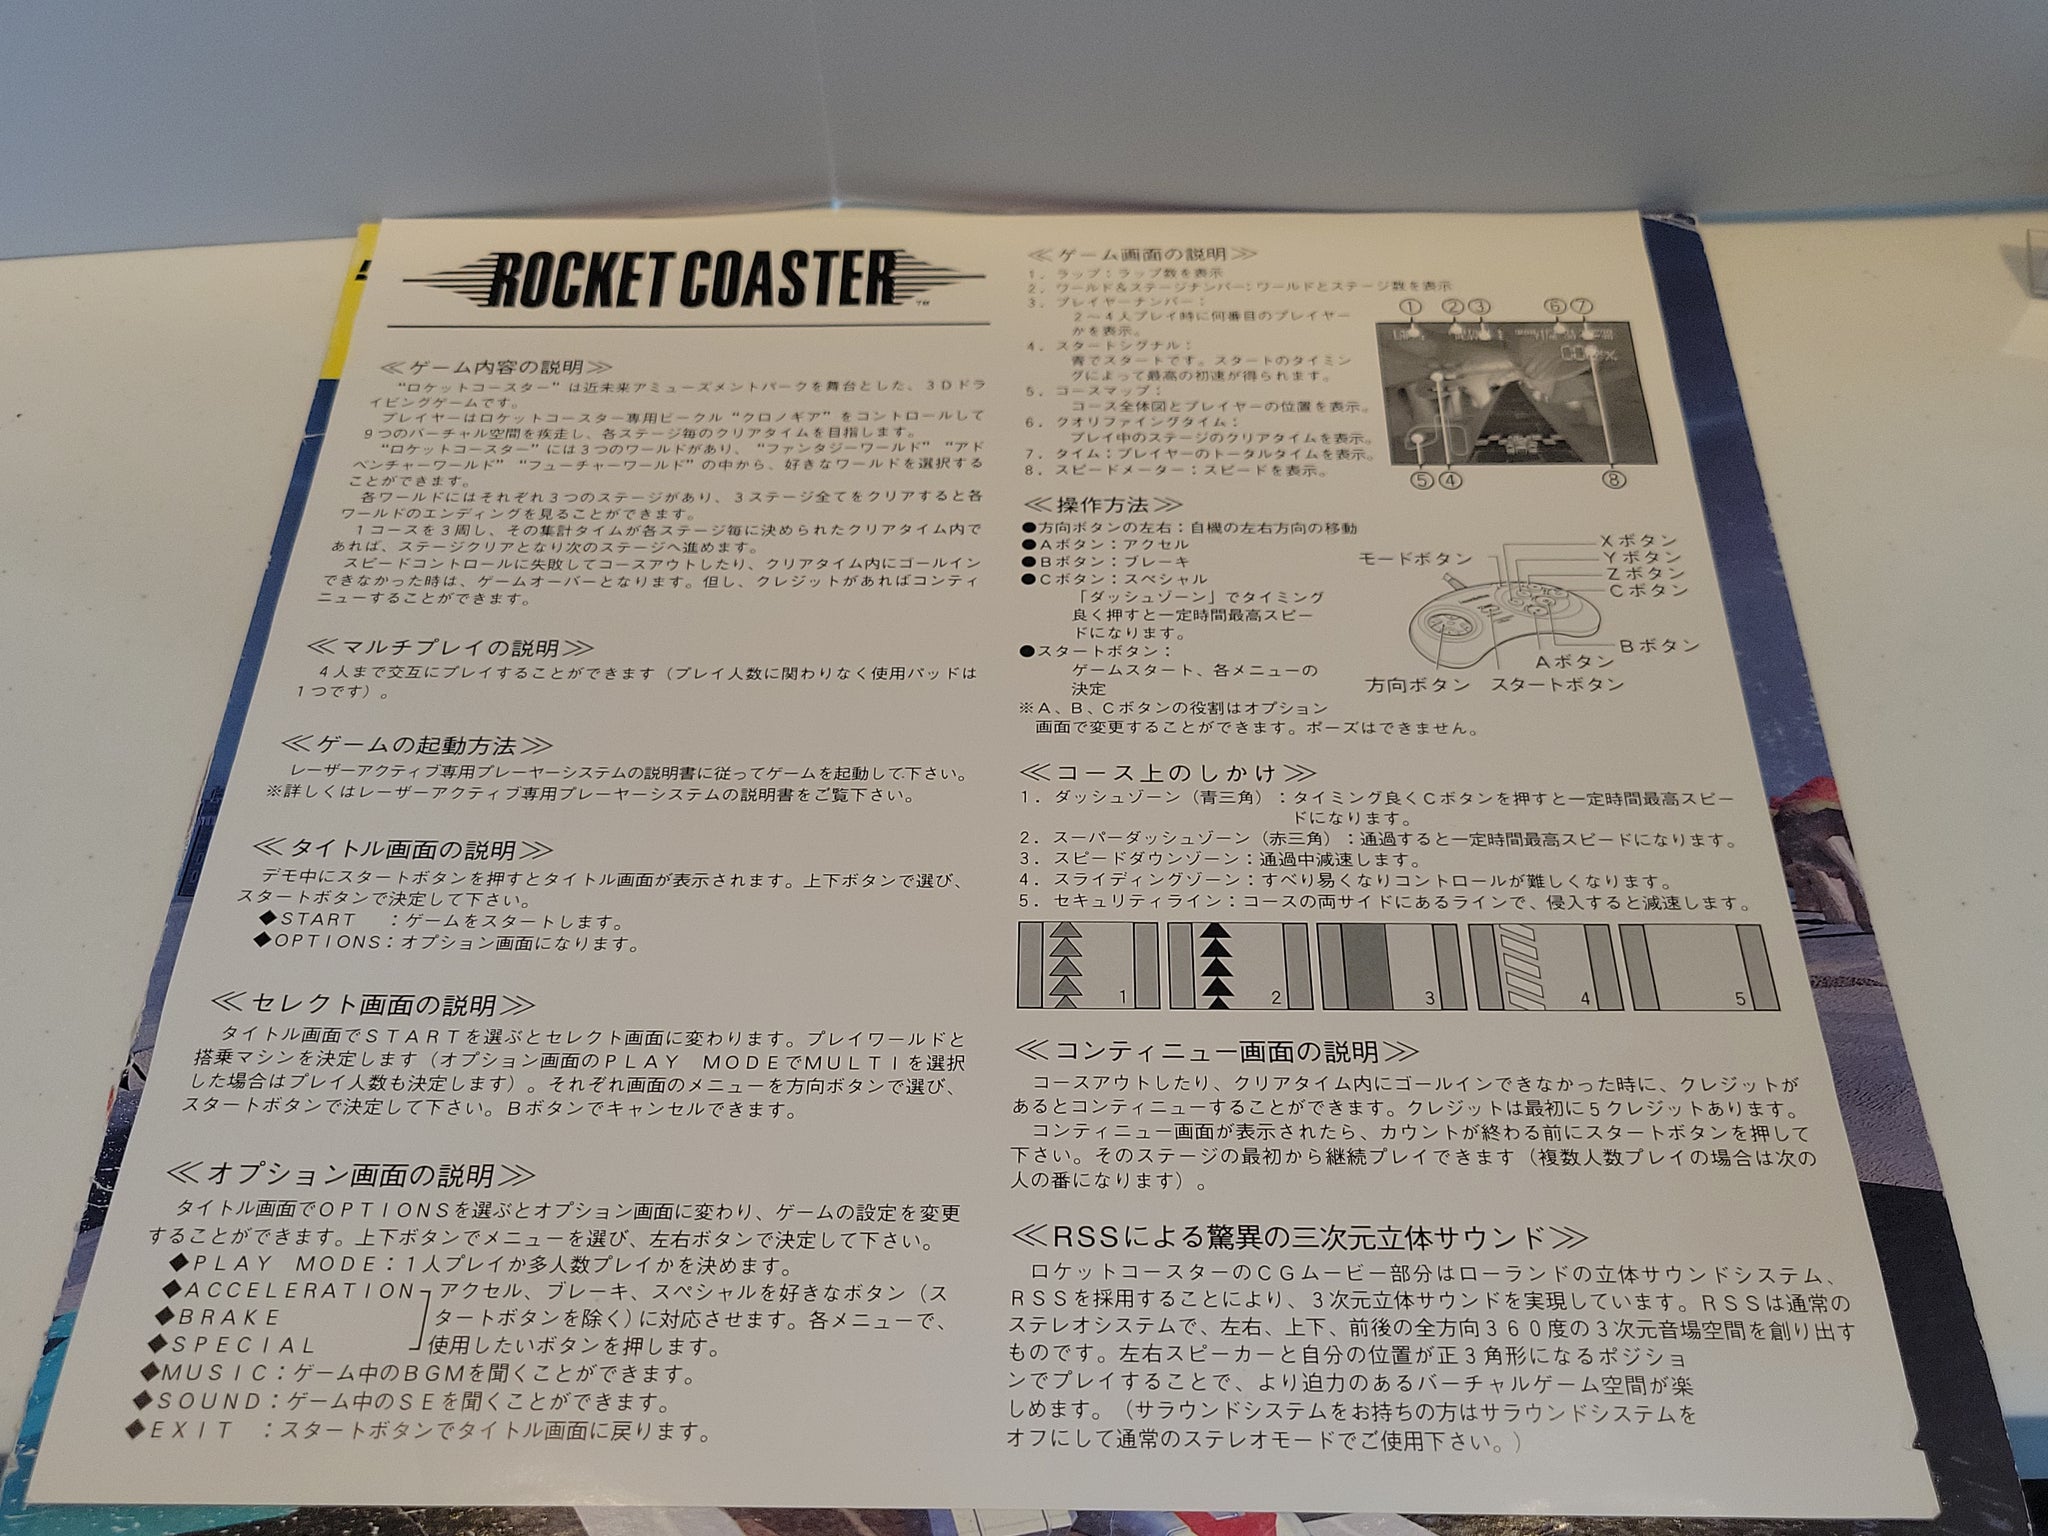 ROCKET COASTER
TM
≪ゲーム内容の説明≫
“ロケットコースター”は近未来アミューズメントパークを舞台とした、3Dドラ
イビングゲームです。
プレイヤーはロケットコースター専用ビークル“クロノギア”をコントロールして
9つのバーチャル空間を疾走し、各ステージ毎のクリアタイムを目指します。
“ロケットコースター”には3つのワールドがあり、“ファンタジーワールド”“アド
ベンチャーワールド”“フューチャーワールド”の中から、好きなワールドを選択する
ことができます。
各ワールドにはそれぞれ3つのステージがあり、3ステージ全てをクリアすると各
ワールドのエンディングを見ることができます。
1コースを3周し、その集計タイムが各ステージ毎に決められたクリアタイム内で
あれば、ステージクリアとなり次のステージへ進めます。
スピードコントロールに失敗してコースアウトしたり、クリアタイム内にゴールイン
できなかった時は、ゲームオーバーとなります。但し、クレジットがあればコンティ
ニューすることができます。
≪マルチプレイの説明≫
4人まで交互にプレイすることができます（プレイ人数に関わりなく使用パッドは
1つです）。
≪ゲームの起動方法≫
レーザーアクティブ専用プレーヤーシステムの説明書に従ってゲームを起動して下さい。
※詳しくはレーザーアクティブ専用プレーヤーシステムの説明書をご覧下さい。
≪タイトル画面の説明≫
デモ中にスタートボタンを押すとタイトル画面が表示されます。上下ボタンで選び、
スタートボタンで決定して下さい。
◆START　：ゲームをスタートします。
◆OPTIONS：オプション画面になります。
≪セレクト画面の説明≫
タイトル画面でSTARTを選ぶとセレクト画面に変わります。プレイワールドと
搭乗マシンを決定します（オプション画面のPLAY MODEでMULTIを選択
した場合はプレイ人数も決定します）。それぞれ画面のメニューを方向ボタンで選び、
スタートボタンで決定して下さい。Bボタンでキャンセルできます。
≪オプション画面の説明≫
タイトル画面でOPTIONSを選ぶとオプション画面に変わり、ゲームの設定を変更
することができます。上下ボタンでメニューを選び、左右ボタンで決定して下さい。
◆PLAY MODE：1人プレイか多人数プレイかを決めます。
◆ACCELERATION アクセル、ブレーキ、スペシャルを好きなボタン（ス
◆BRAKE タートボタンを除く）に対応させます。各メニューで、
◆SPECIAL 使用したいボタンを押します。
◆MUSIC：ゲーム中のBGMを聞くことができます。
◆SOUND：ゲーム中のSEを聞くことができます。
◆EXIT　：スタートボタンでタイトル画面に戻ります。
≪ゲーム画面の説明≫
1．ラップ：ラップ数を表示
2．ワールド&ステージナンバー：ワールドとステージ数を表示
3．プレイヤーナンバー：
2～4人プレイ時に何番目のプレイヤー
かを表示。
4．スタートシグナル：
青でスタートです。スタートのタイミン
グによって最高の初速が得られます。
5．コースマップ：
コース全体図とプレイヤーの位置を表示。
6．クオリファイングタイム：
プレイ中のステージのクリアタイムを表示。
7．タイム：プレイヤーのトータルタイムを表示。
8．スピードメーター：スピードを表示。
① ② ③ ⑥ ⑦
⑤ ④ ⑧
≪操作方法≫
●方向ボタンの左右：自機の左右方向の移動
●Aボタン：アクセル
●Bボタン：ブレーキ
●Cボタン：スペシャル
「ダッシュゾーン」でタイミング
良く押すと一定時間最高スピー
ドになります。
●スタートボタン：
ゲームスタート、各メニューの
決定
※A、B、Cボタンの役割はオプション
画面で変更することができます。ポーズはできません。
モードボタン
Xボタン
Yボタン
Zボタン
Cボタン
Bボタン
Aボタン
方向ボタン スタートボタン
≪コース上のしかけ≫
1．ダッシュゾーン（青三角）：タイミング良くCボタンを押すと一定時間最高スピー
ドになります。
2．スーパーダッシュゾーン（赤三角）：通過すると一定時間最高スピードになります。
3．スピードダウンゾーン：通過中減速します。
4．スライディングゾーン：すべり易くなりコントロールが難しくなります。
5．セキュリティライン：コースの両サイドにあるラインで、侵入すると減速します。
1 2 3 4 5
≪コンティニュー画面の説明≫
コースアウトしたり、クリアタイム内にゴールインできなかった時に、クレジットが
あるとコンティニューすることができます。クレジットは最初に5クレジットあります。
コンティニュー画面が表示されたら、カウントが終わる前にスタートボタンを押して
下さい。そのステージの最初から継続プレイできます（複数人数プレイの場合は次の
人の番になります）。
≪RSSによる驚異の三次元立体サウンド≫
ロケットコースターのCGムービー部分はローランドの立体サウンドシステム、
RSSを採用することにより、3次元立体サウンドを実現しています。RSSは通常の
ステレオシステムで、左右、上下、前後の全方向360度の3次元音場空間を創り出す
ものです。左右スピーカーと自分の位置が正3角形になるポジショ
ンでプレイすることで、より迫力のあるバーチャルゲーム空間が楽
しめます。（サラウンドシステムをお持ちの方はサラウンドシステムを
オフにして通常のステレオモードでご使用下さい。）